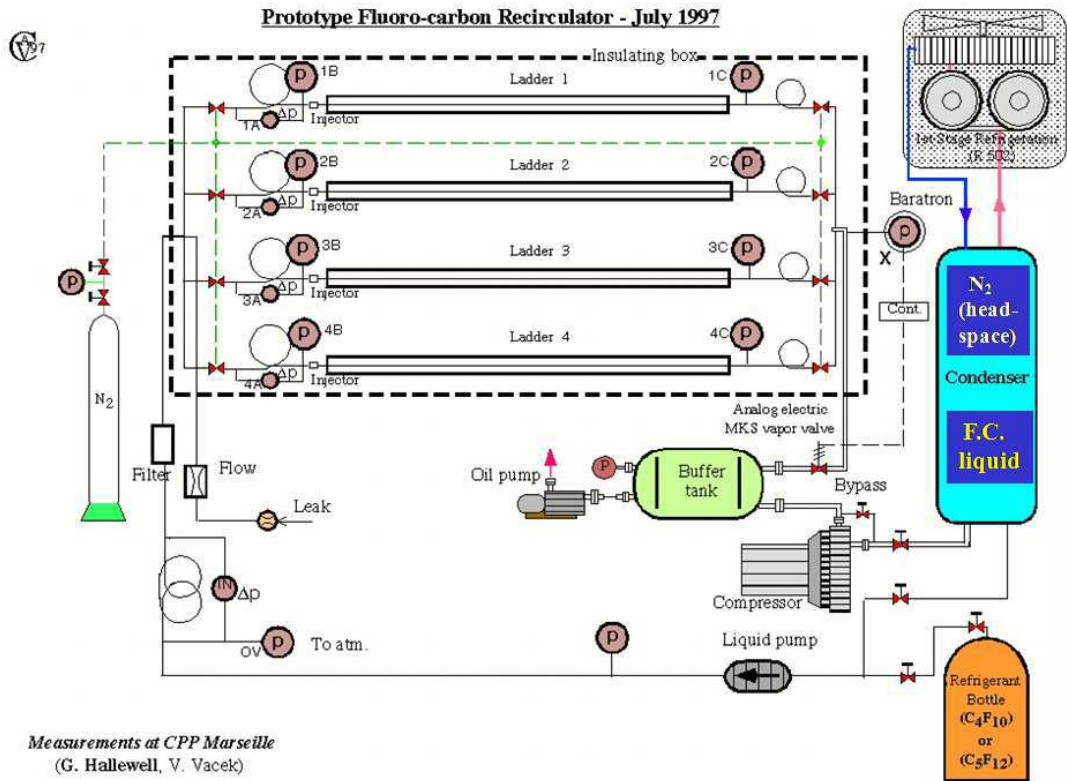 Prototype Fluoro-carbon Recirculator - July 1997
CAV97
Insulating box
1B
Ladder 1
1C
P
P
Δp
1A
Injector
2B
Ladder 2
2C
P
P
Δp
2A
Injector
3B
Ladder 3
3C
P
P
Δp
3A
Injector
4B
Ladder 4
4C
P
P
Δp
4A
Injector
1st Stage Refrigeration
(R 502)
Baratron
P
X
Cont.
N2
(head-
space)
Condenser
F.C.
liquid
P
N2
Filter
Flow
Leak
Analog electric
MKS vapor valve
Oil pump
P
Buffer
tank
Bypass
Compressor
IN
Δp
OV
P
To atm.
P
Liquid pump
Refrigerant
Bottle
(C4F10)
or
(C5F12)
Measurements at CPP Marseille
(G. Hallewell, V. Vacek)